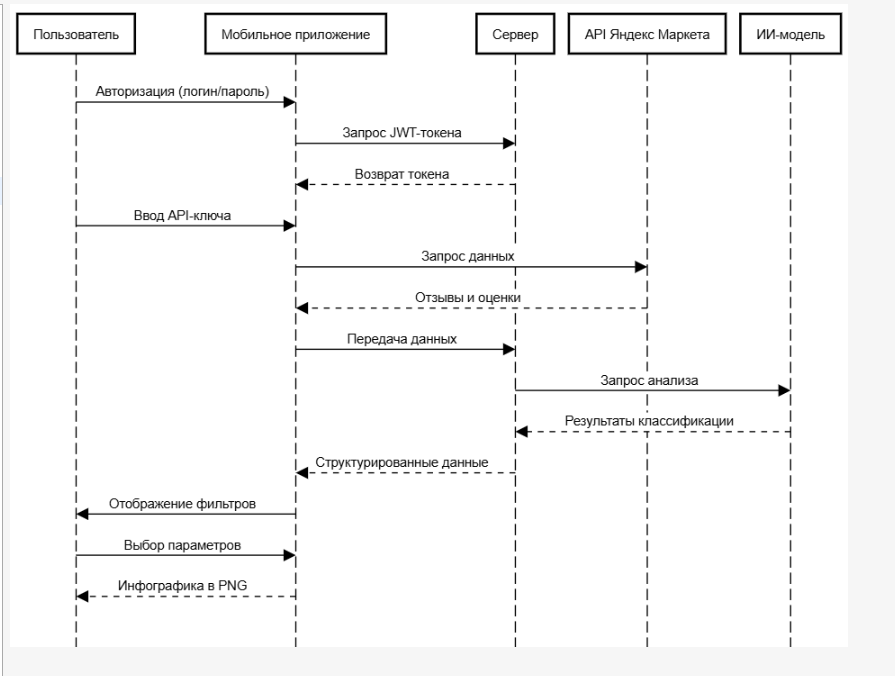 Пользователь
Мобильное приложение
Сервер
API Яндекс Маркета
ИИ-модель
Авторизация (логин/пароль)
Запрос JWT-токена
Возврат токена
Ввод API-ключа
Запрос данных
Отзывы и оценки
Передача данных
Запрос анализа
Результаты классификации
Структурированные данные
Отображение фильтров
Выбор параметров
Инфографика в PNG